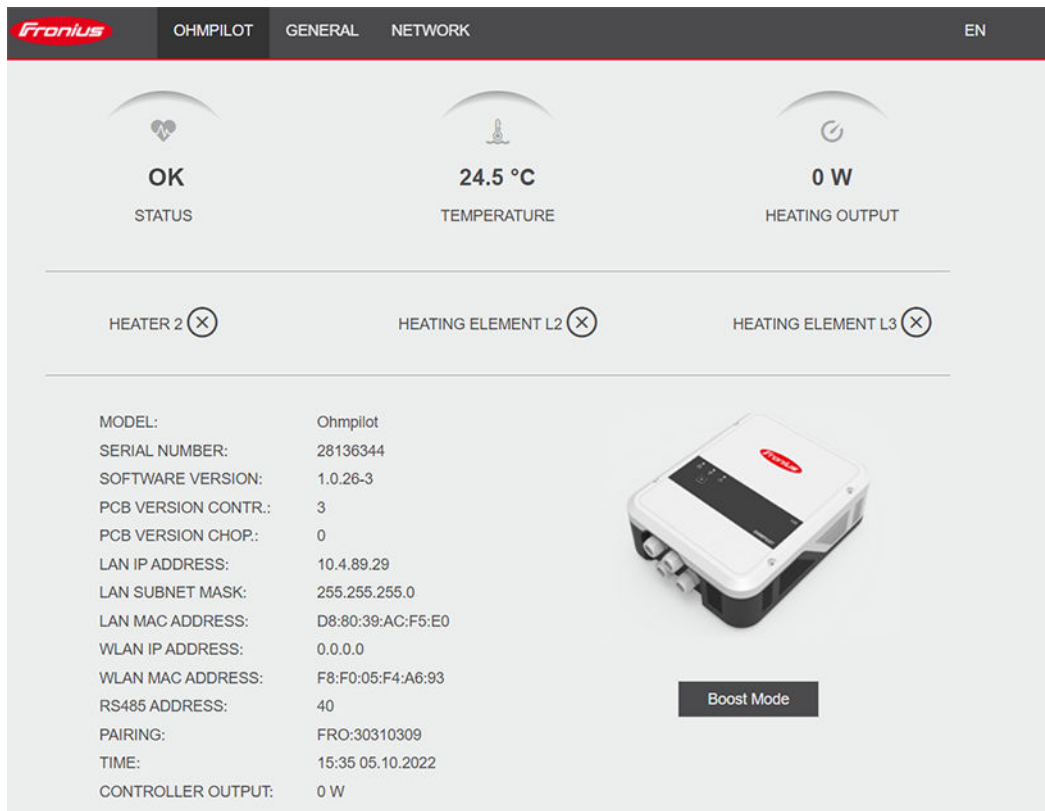 Fronius OHMPILOT GENERAL NETWORK EN
OK 24.5 °C 0 W
STATUS TEMPERATURE HEATING OUTPUT
HEATER 2 HEATING ELEMENT L2 HEATING ELEMENT L3
MODEL: Ohmpilot
SERIAL NUMBER: 28136344
SOFTWARE VERSION: 1.0.26-3
PCB VERSION CONTR.: 3
PCB VERSION CHOP.: 0
LAN IP ADDRESS: 10.4.89.29
LAN SUBNET MASK: 255.255.255.0
LAN MAC ADDRESS: D8:80:39:AC:F5:E0
WLAN IP ADDRESS: 0.0.0.0
WLAN MAC ADDRESS: F8:F0:05:F4:A6:93
RS485 ADDRESS: 40
PAIRING: FRO:30310309
TIME: 15:35 05.10.2022
CONTROLLER OUTPUT: 0 W
Fronius
Boost Mode